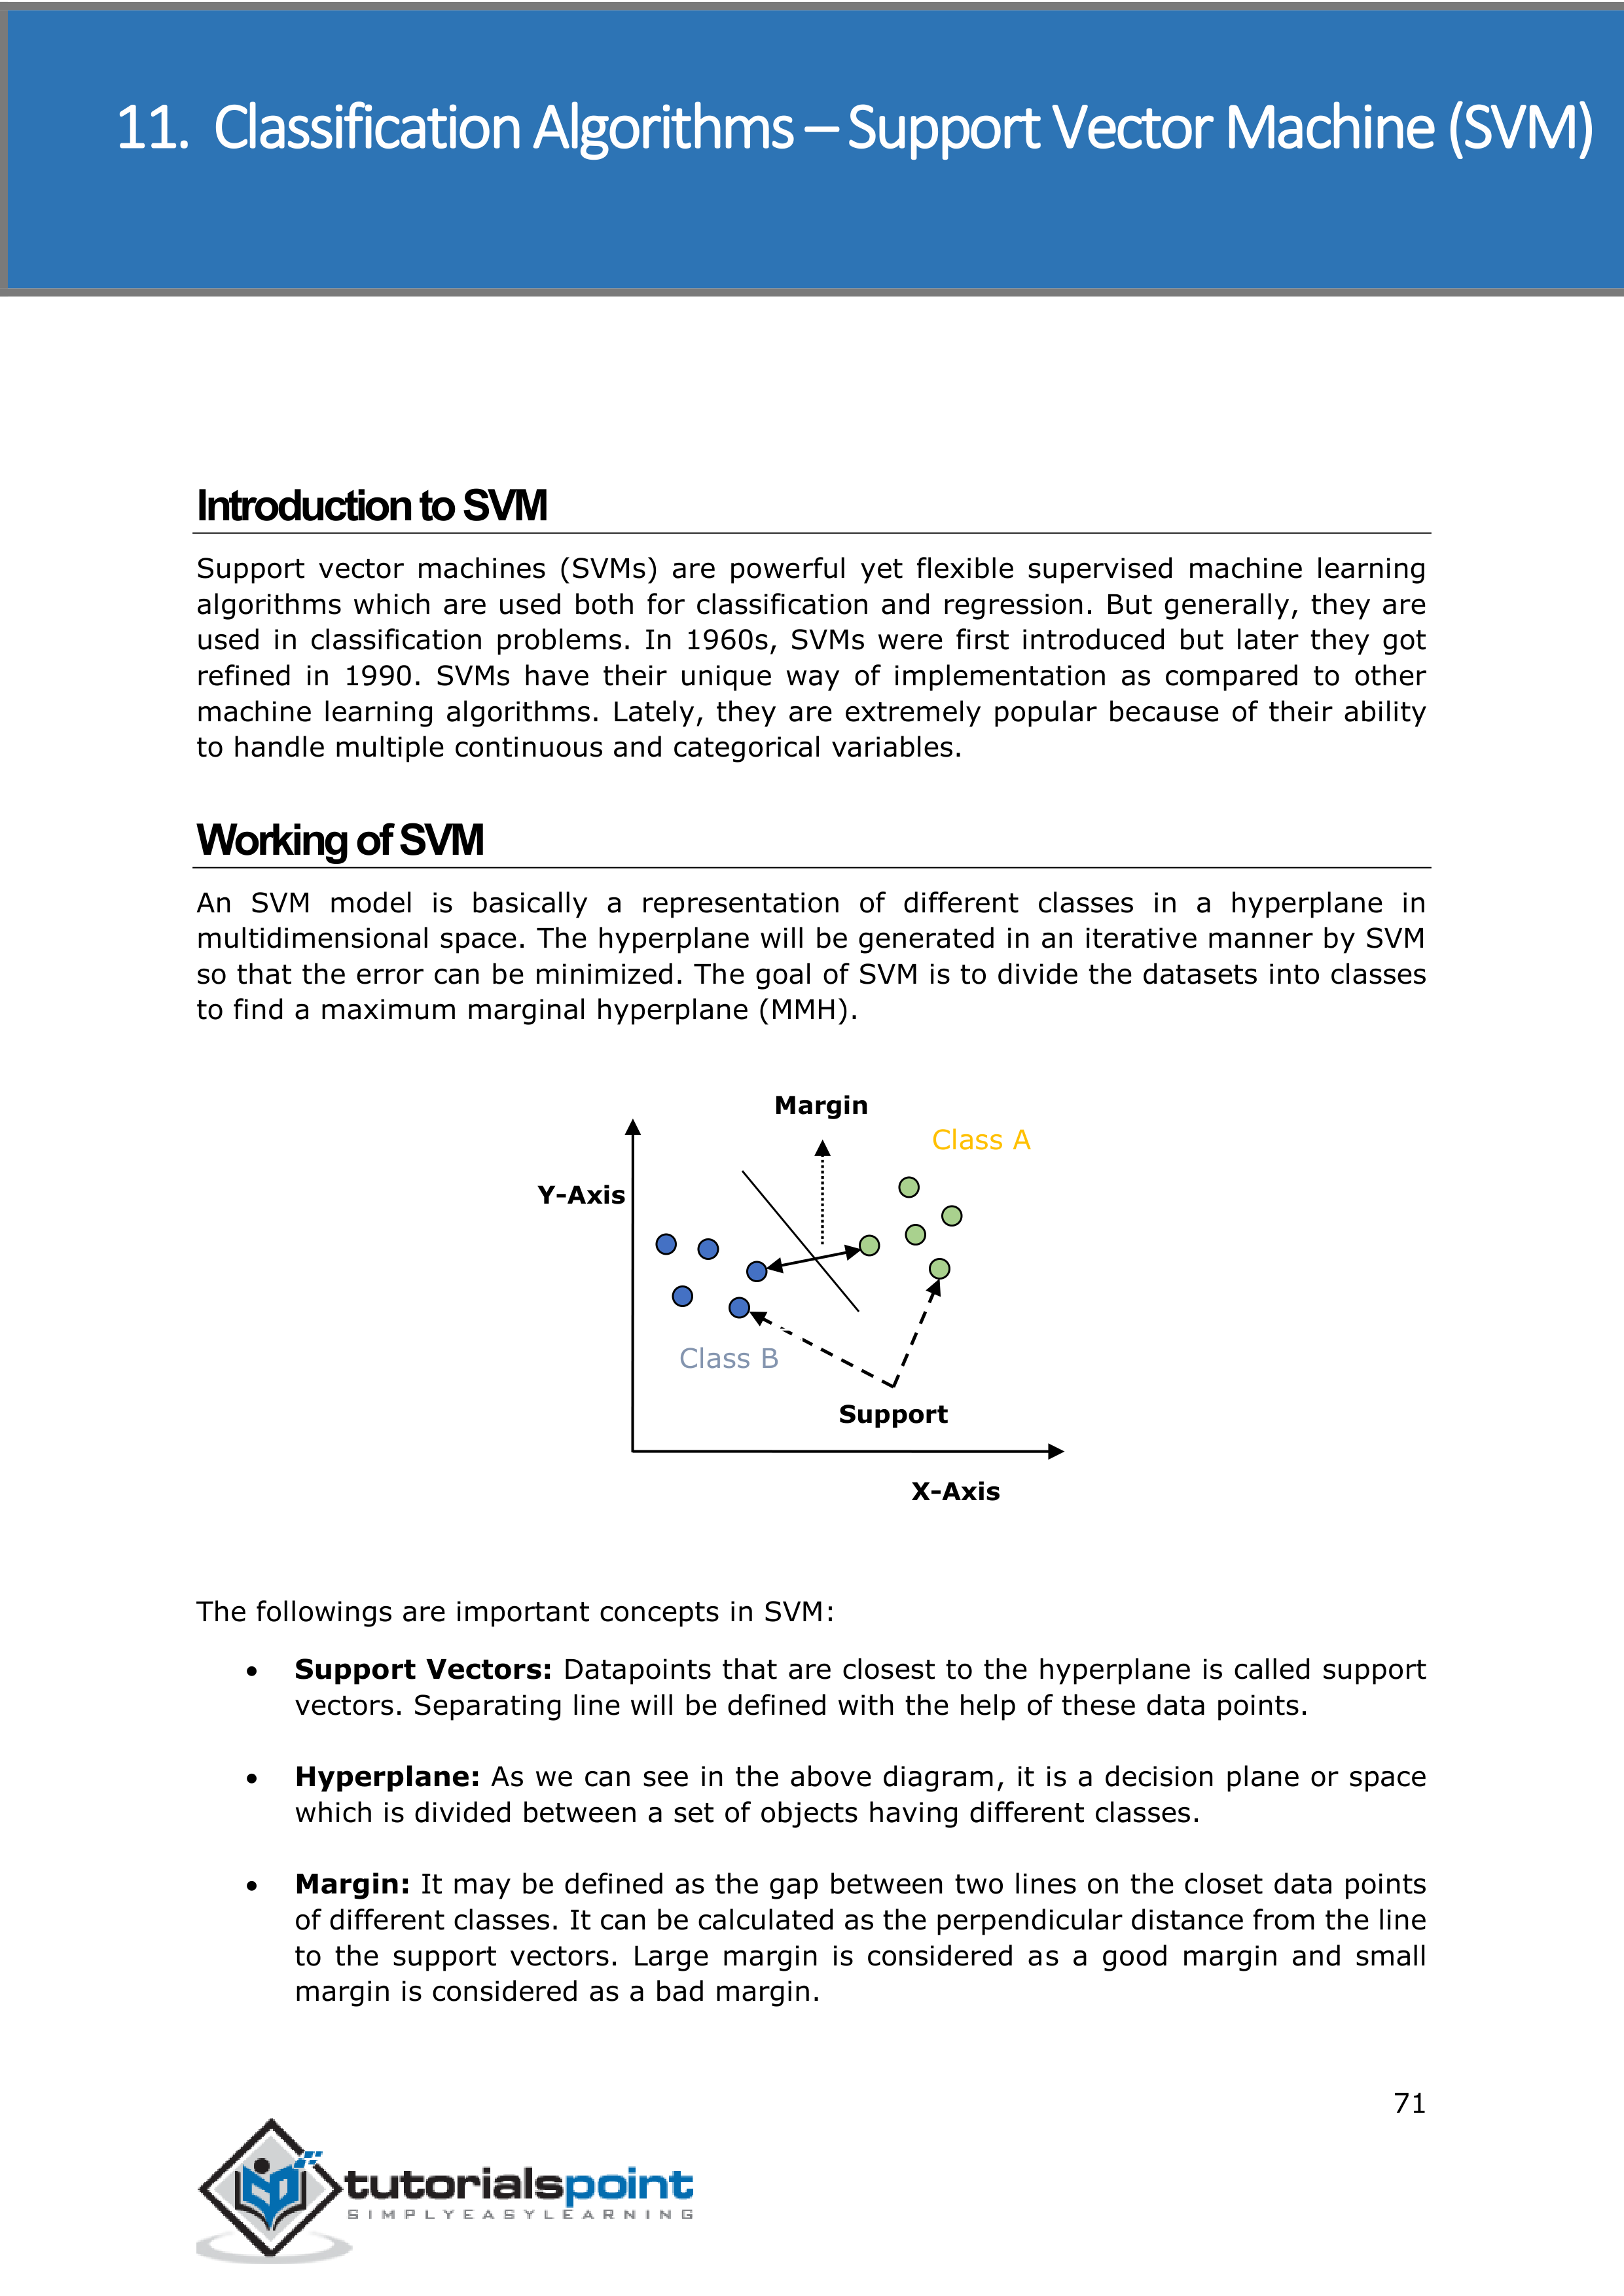 11. Classification Algorithms – Support Vector Machine (SVM)
Introduction to SVM
Support vector machines (SVMs) are powerful yet flexible supervised machine learning
algorithms which are used both for classification and regression. But generally, they are
used in classification problems. In 1960s, SVMs were first introduced but later they got
refined in 1990. SVMs have their unique way of implementation as compared to other
machine learning algorithms. Lately, they are extremely popular because of their ability
to handle multiple continuous and categorical variables.
Working of SVM
An SVM model is basically a representation of different classes in a hyperplane in
multidimensional space. The hyperplane will be generated in an iterative manner by SVM
so that the error can be minimized. The goal of SVM is to divide the datasets into classes
to find a maximum marginal hyperplane (MMH).
Margin
Class A
Y-Axis
Class B
Support
X-Axis
The followings are important concepts in SVM:
• Support Vectors: Datapoints that are closest to the hyperplane is called support
vectors. Separating line will be defined with the help of these data points.
• Hyperplane: As we can see in the above diagram, it is a decision plane or space
which is divided between a set of objects having different classes.
• Margin: It may be defined as the gap between two lines on the closet data points
of different classes. It can be calculated as the perpendicular distance from the line
to the support vectors. Large margin is considered as a good margin and small
margin is considered as a bad margin.
71
tutorialspoint
SIMPLYEASYLEARNING